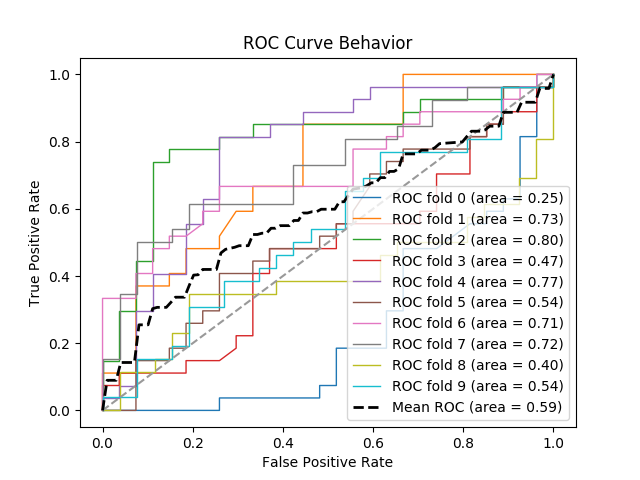 ROC Curve Behavior
True Positive Rate
1.0
0.8
0.6
0.4
0.2
0.0
ROC fold 0 (area = 0.25)
ROC fold 1 (area = 0.73)
ROC fold 2 (area = 0.80)
ROC fold 3 (area = 0.47)
ROC fold 4 (area = 0.77)
ROC fold 5 (area = 0.54)
ROC fold 6 (area = 0.71)
ROC fold 7 (area = 0.72)
ROC fold 8 (area = 0.40)
ROC fold 9 (area = 0.54)
Mean ROC (area = 0.59)
0.0 0.2 0.4 0.6 0.8 1.0
False Positive Rate